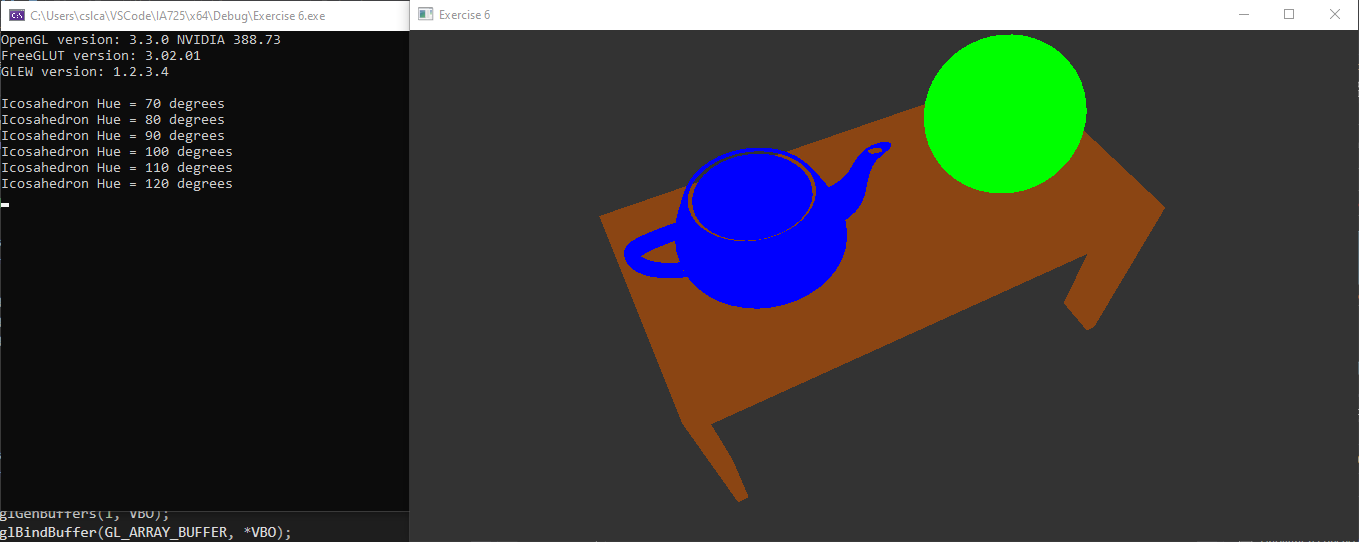 C:\Users\cslca\VSCode\IA725\x64\Debug\Exercise 6.exe
OpenGL version: 3.3.0 NVIDIA 388.73
FreeGLUT version: 3.02.01
GLEW version: 1.2.3.4
Icosahedron Hue = 70 degrees
Icosahedron Hue = 80 degrees
Icosahedron Hue = 90 degrees
Icosahedron Hue = 100 degrees
Icosahedron Hue = 110 degrees
Icosahedron Hue = 120 degrees
glGenBuffers(1, VBO);
glBindBuffer(GL_ARRAY_BUFFER, *VBO);
Exercise 6